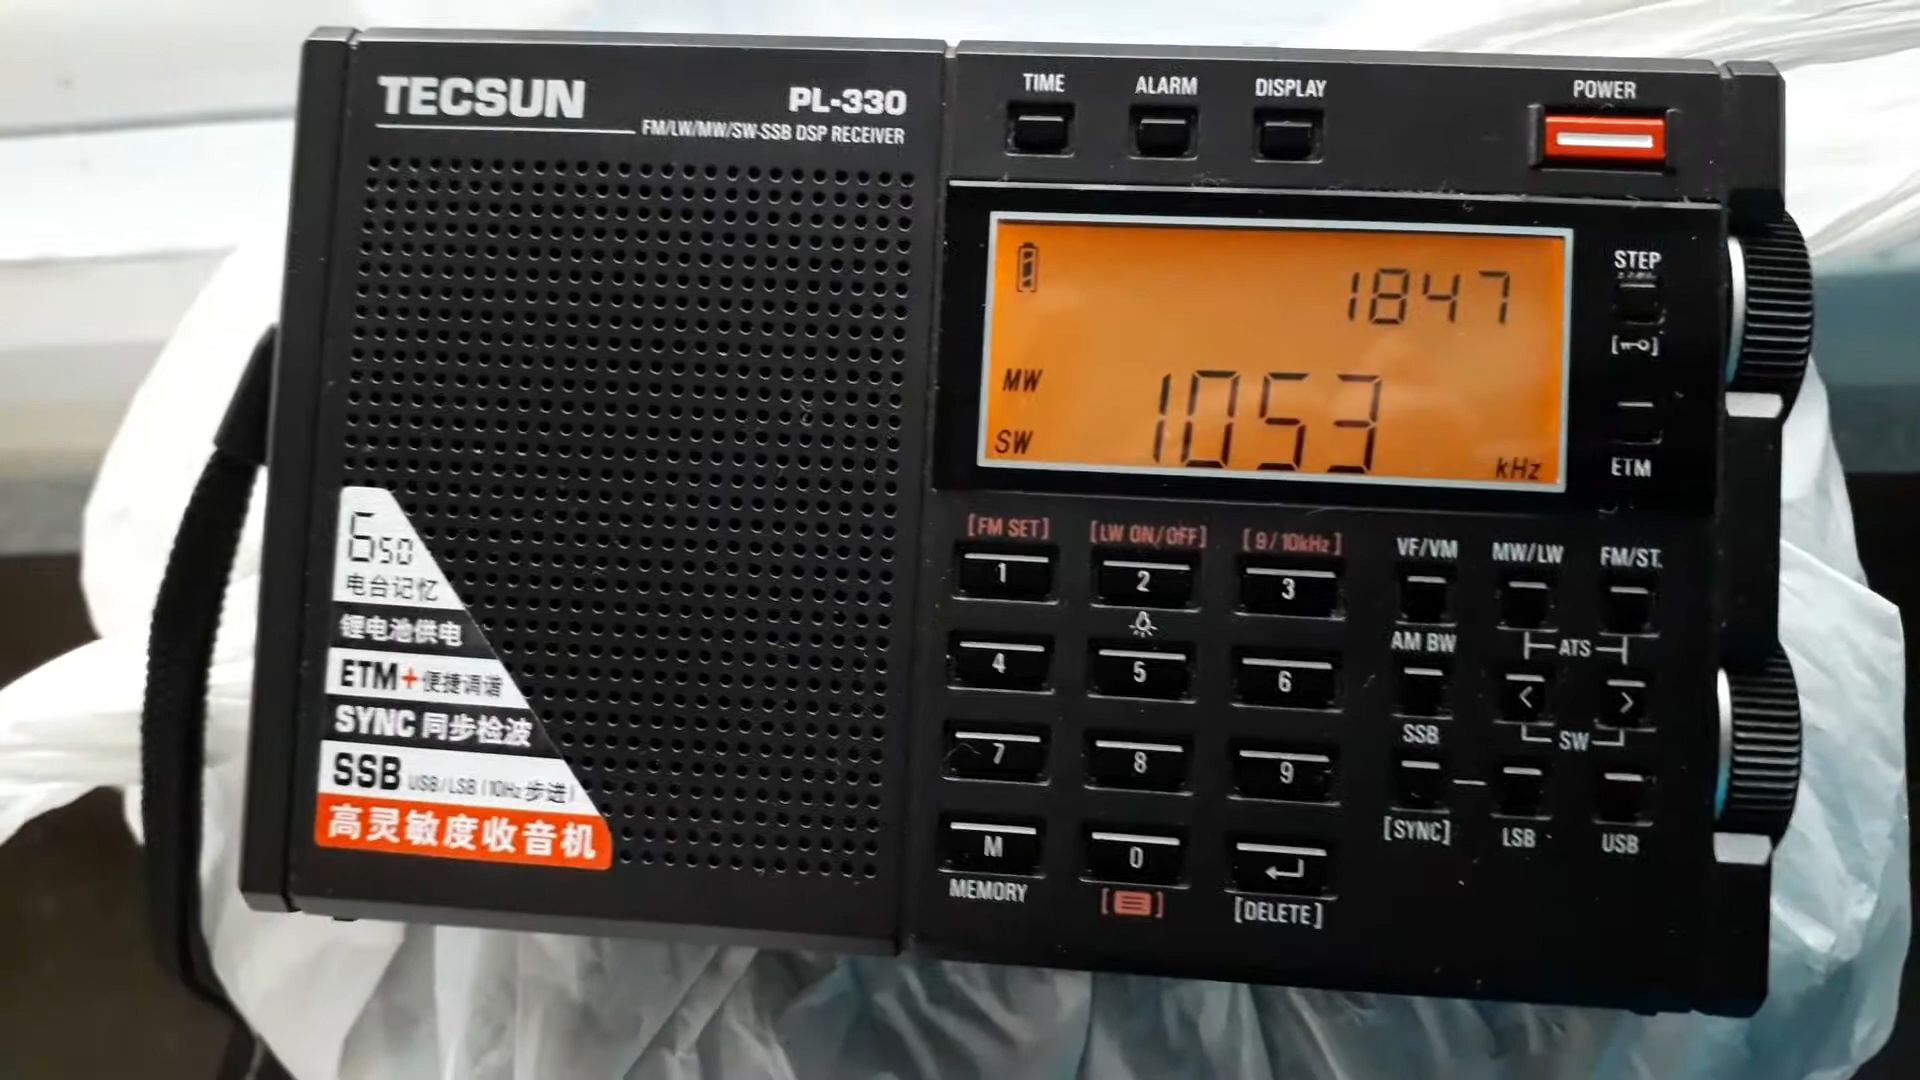 TECSUN
PL-330
FM/LW/MW/SW-SSB DSP RECEIVER
TIME ALARM DISPLAY POWER
1847
MW
1053
SW
kHz
STEP
ETM
650
电台记忆
锂电池供电
ETM+便捷调谐
SYNC 同步检波
SSB USB/LSB (10Hz步进)
高灵敏度收音机
[FM SET] [LW ON/OFF] [9/10kHz]
1 2 3
4 5 6
7 8 9
M 0
MEMORY [DELETE]
VF/VM MW/LW FM/ST.
AM BW ATS
< >
SSB SW
[SYNC] LSB USB